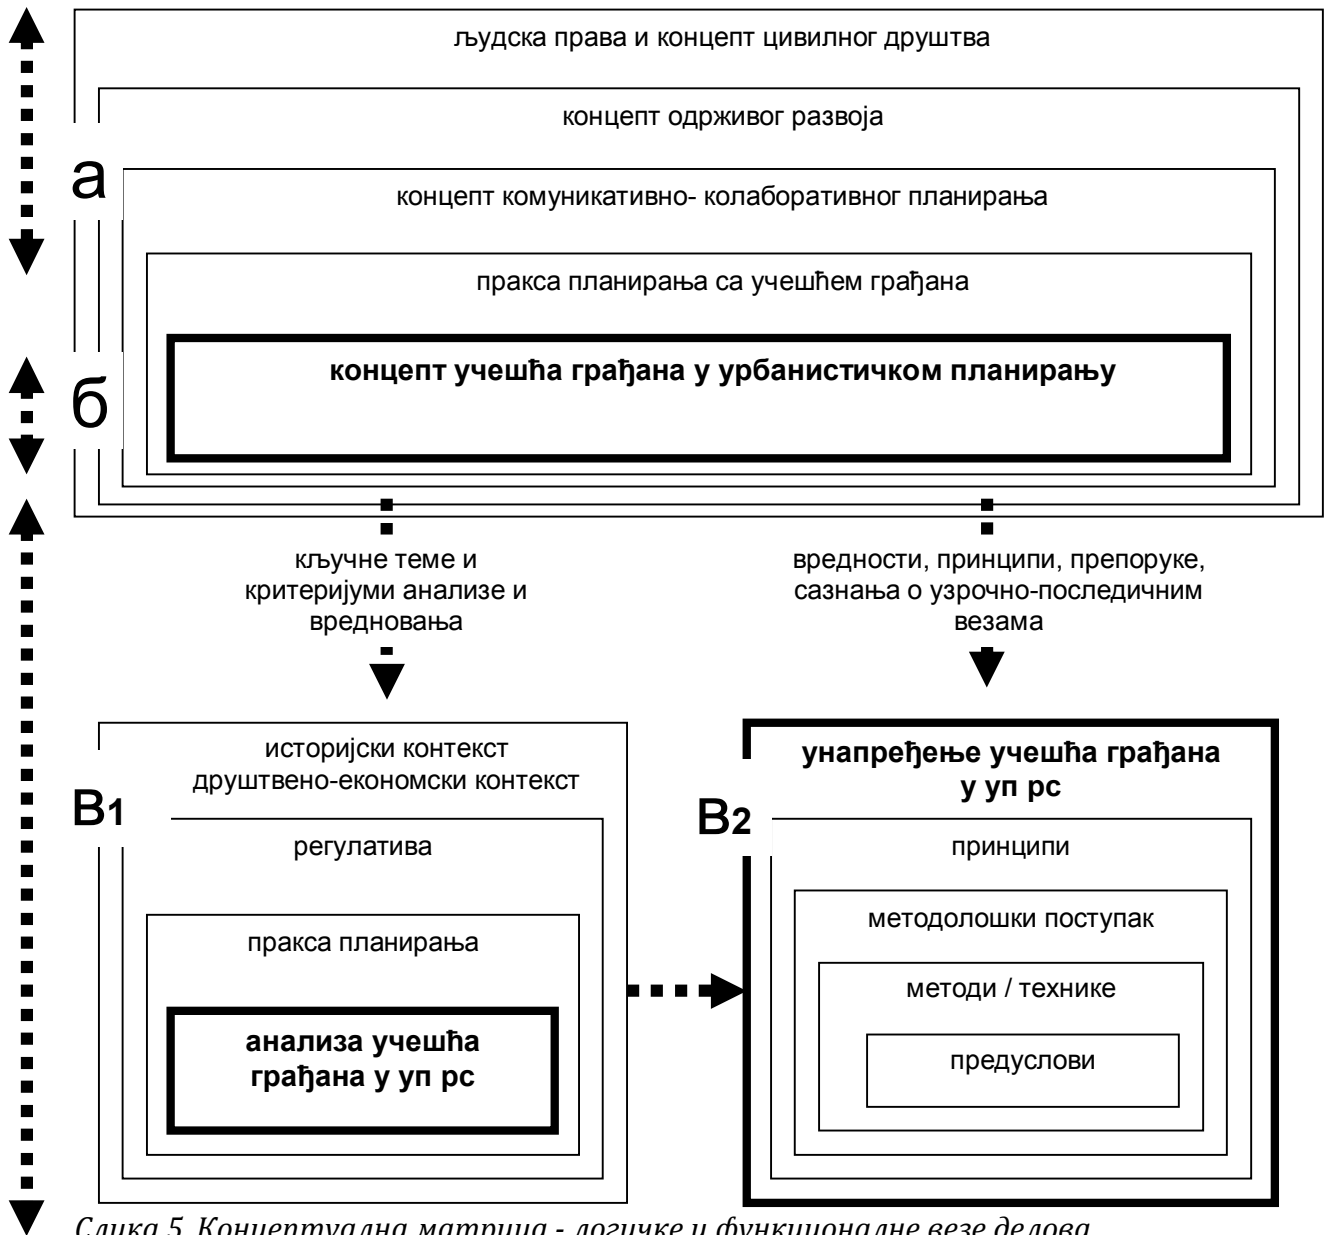 људска права и концепт цивилног друштва
концепт одрживог развоја
а
концепт комуникативно- колаборативног планирања
пракса планирања са учешћем грађана
концепт учешћа грађана у урбанистичком планирању
б
кључне теме и
критеријуми анализе и
вредновања
вредности, принципи, препоруке,
сазнања о узрочно-последичним
везама
историјски контекст
друштвено-економски контекст
В1
регулатива
пракса планирања
анализа учешћа
грађана у уп рс
унапређење учешћа грађана
у уп рс
В2
принципи
методолошки поступак
методи / технике
предуслови
Слика 5. Концептуална матрица - логичке и функционалне везе делова